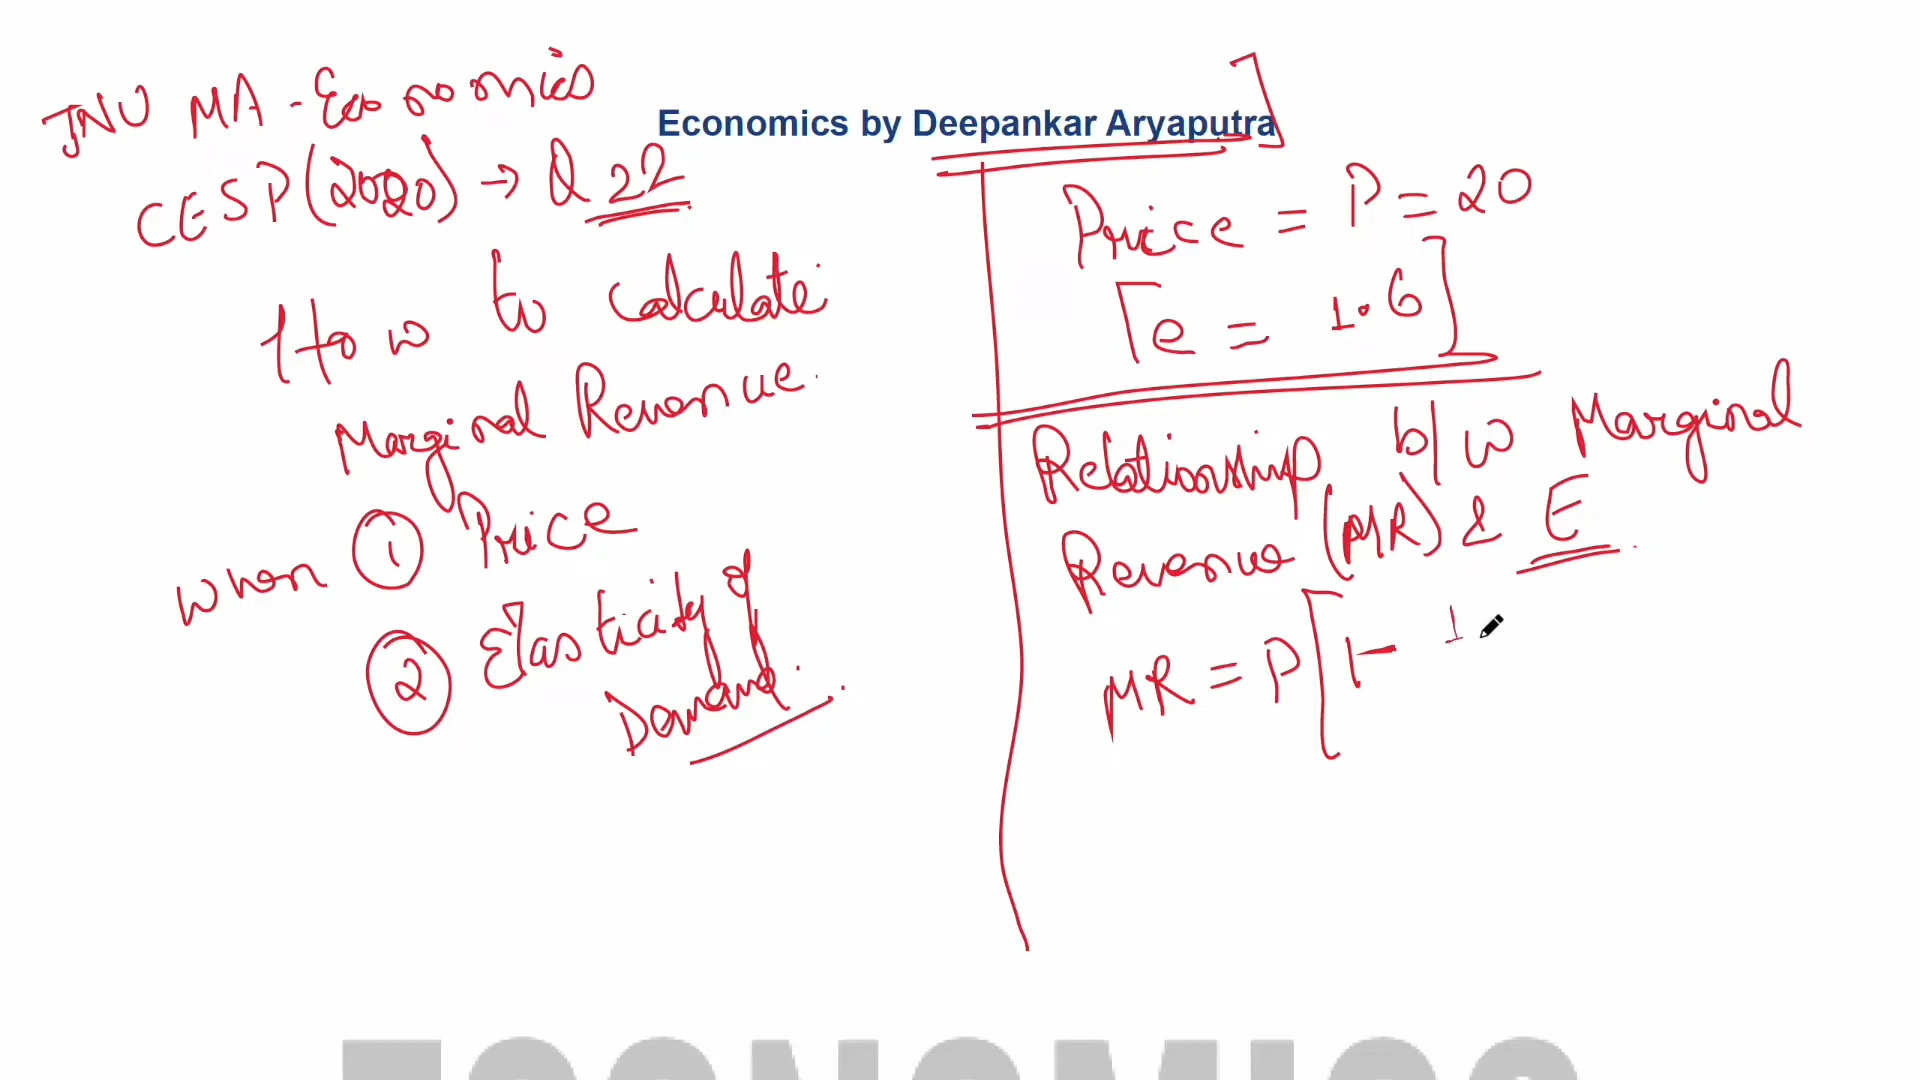 Economics by Deepankar Aryaputra
JNU MA - Economics
CESP (2020) → Q 22
How to calculate
Marginal Revenue.
when ① Price
② Elasticity of
Demand.
Price = P = 20
[e = 1.6]
Relationship b/w Marginal
Revenue (MR) & E
MR = P[1 - 1
ECONOMICS